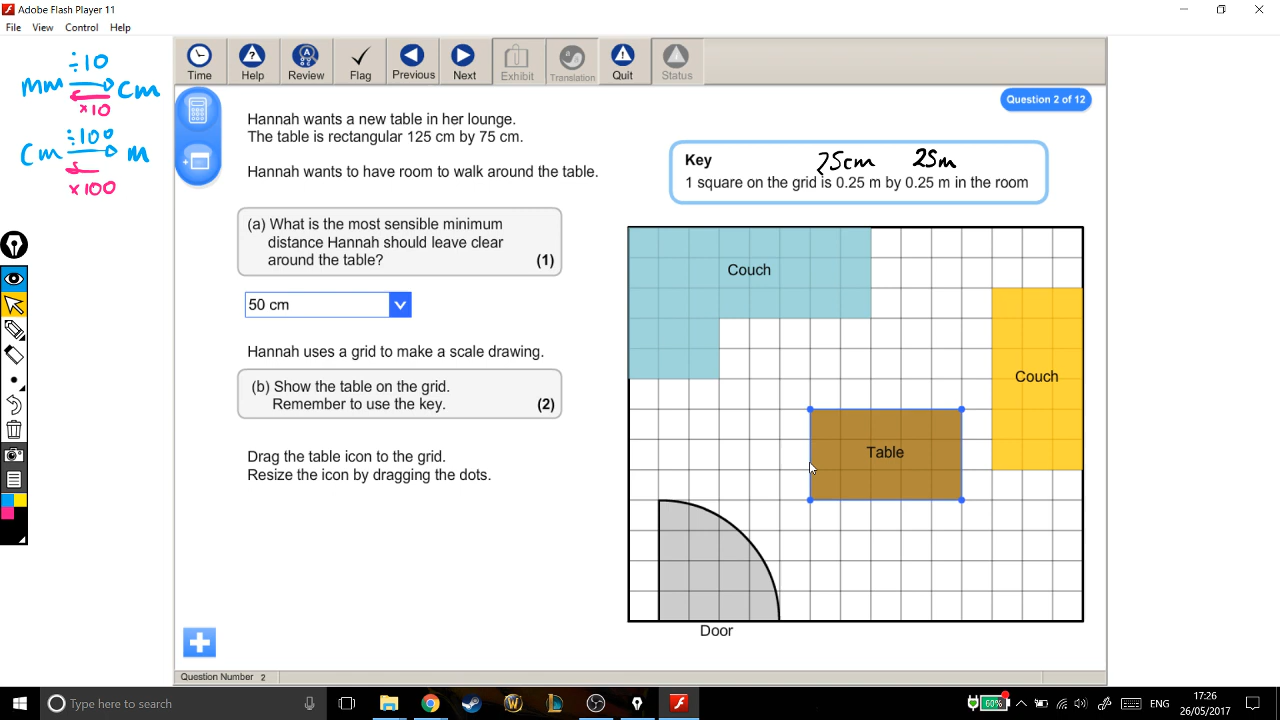 Adobe Flash Player 11
File View Control Help
÷10
mm cm
×10
÷100
cm m
×100
Time Help Review Flag Previous Next Exhibit Translation Quit Status
Question 2 of 12
Hannah wants a new table in her lounge.
The table is rectangular 125 cm by 75 cm.
Hannah wants to have room to walk around the table.
(a) What is the most sensible minimum
distance Hannah should leave clear
around the table? (1)
50 cm
Hannah uses a grid to make a scale drawing.
(b) Show the table on the grid.
Remember to use the key. (2)
Drag the table icon to the grid.
Resize the icon by dragging the dots.
Key 25cm 25m
1 square on the grid is 0.25 m by 0.25 m in the room
Couch
Couch
Table
Door
Question Number 2
Type here to search
60%
ENG
17:26
26/05/2017